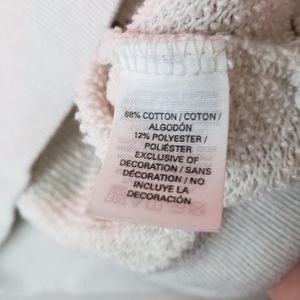 88% COTTON / COTON /
ALGODÓN
12% POLYESTER /
POLIÉSTER
EXCLUSIVE OF
DECORATION / SANS
DÉCORATION / NO
INCLUYE LA
DECORACIÓN